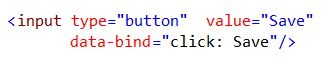 <input type="button"  value="Save"
data-bind="click: Save"/>